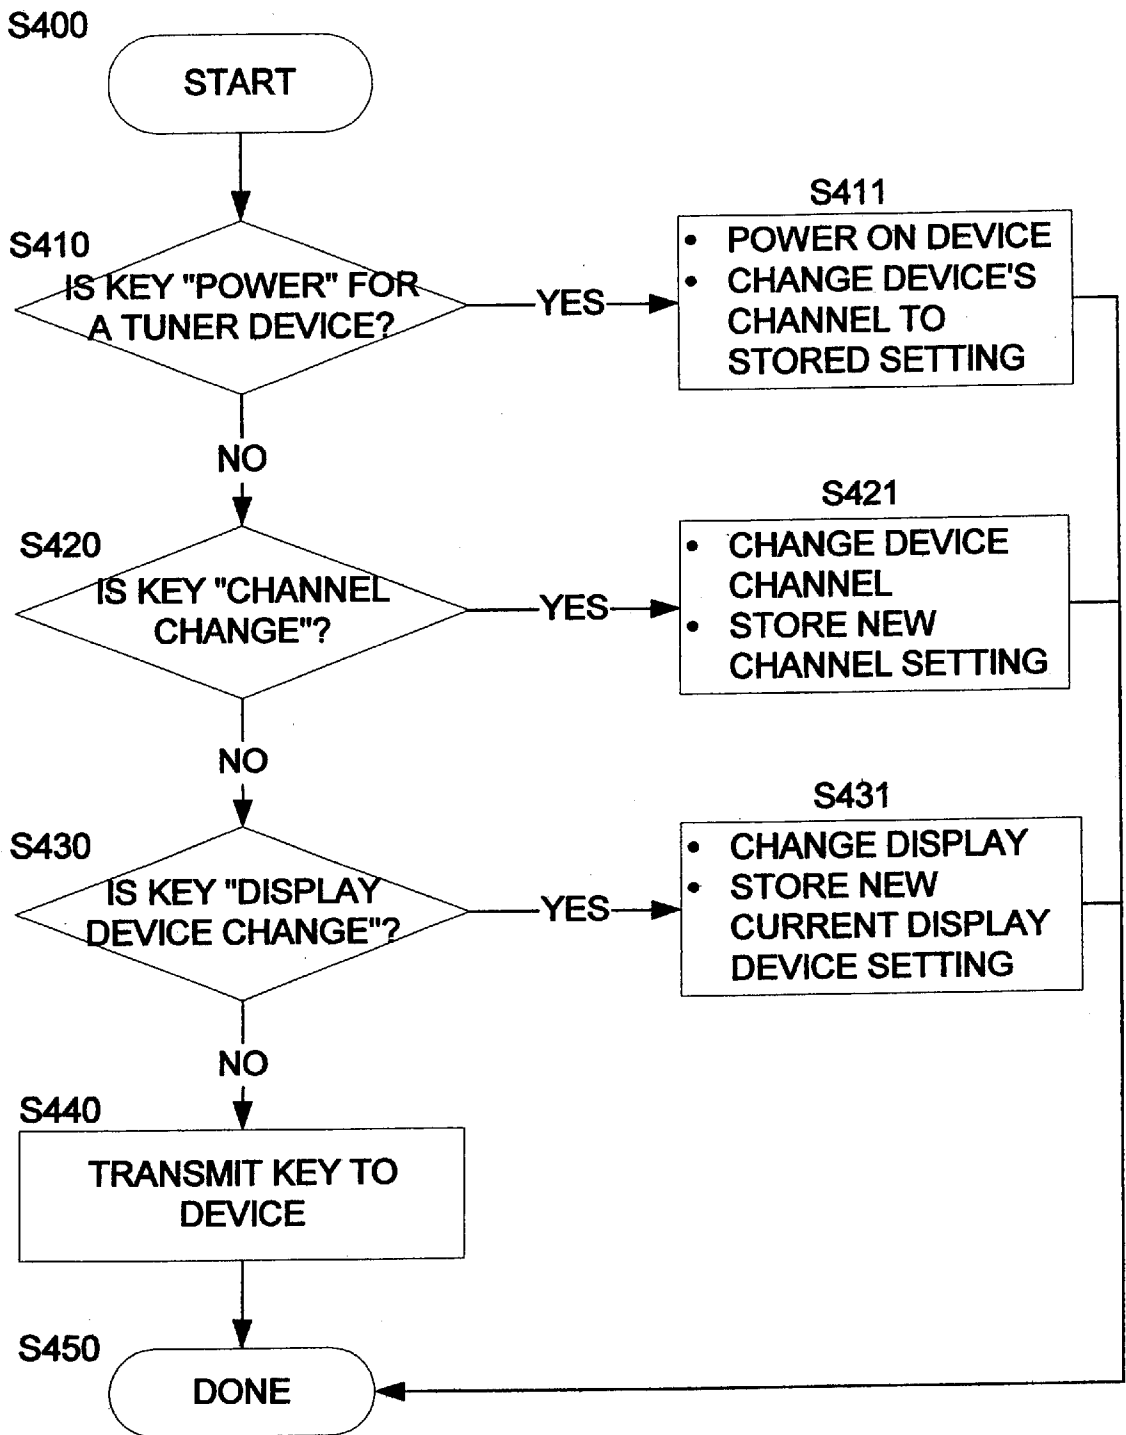 S400
START
S410
IS KEY "POWER" FOR
A TUNER DEVICE?
YES
S411
• POWER ON DEVICE
• CHANGE DEVICE'S
CHANNEL TO
STORED SETTING
NO
S420
IS KEY "CHANNEL
CHANGE"?
YES
S421
• CHANGE DEVICE
CHANNEL
• STORE NEW
CHANNEL SETTING
NO
S430
IS KEY "DISPLAY
DEVICE CHANGE"?
YES
S431
• CHANGE DISPLAY
• STORE NEW
CURRENT DISPLAY
DEVICE SETTING
NO
S440
TRANSMIT KEY TO
DEVICE
S450
DONE